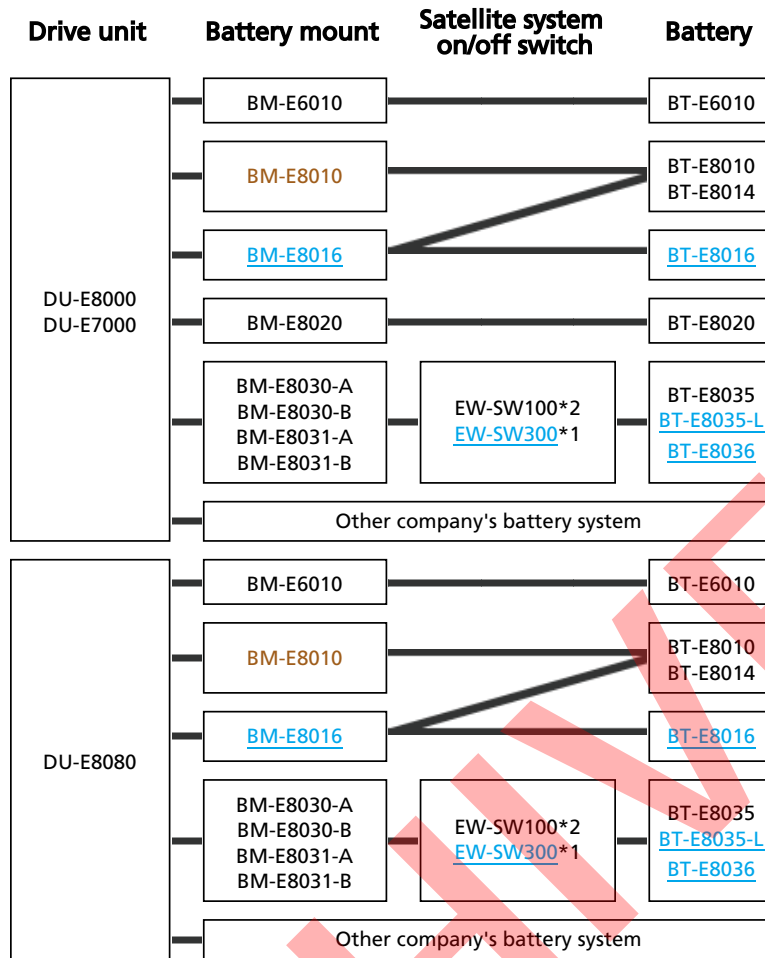 Drive unit
Battery mount
Satellite system
on/off switch
Battery
DU-E8000
DU-E7000
BM-E6010
BT-E6010
BM-E8010
BT-E8010
BT-E8014
BM-E8016
BT-E8016
BM-E8020
BT-E8020
BM-E8030-A
BM-E8030-B
BM-E8031-A
BM-E8031-B
EW-SW100*2
EW-SW300*1
BT-E8035
BT-E8035-L
BT-E8036
Other company's battery system
DU-E8080
BM-E6010
BT-E6010
BM-E8010
BT-E8010
BT-E8014
BM-E8016
BT-E8016
BM-E8030-A
BM-E8030-B
BM-E8031-A
BM-E8031-B
EW-SW100*2
EW-SW300*1
BT-E8035
BT-E8035-L
BT-E8036
Other company's battery system